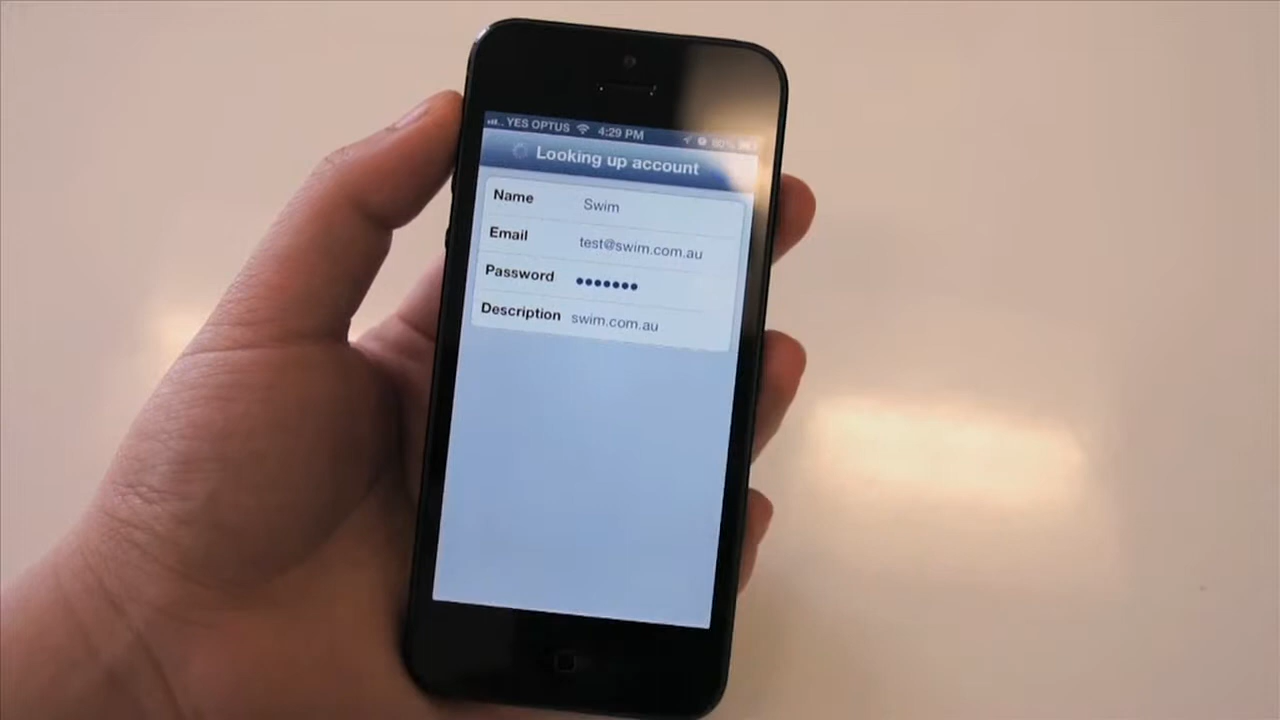 YES OPTUS 4:29 PM
Looking up account
Name Swim
Email test@swim.com.au
Password •••••••
Description swim.com.au